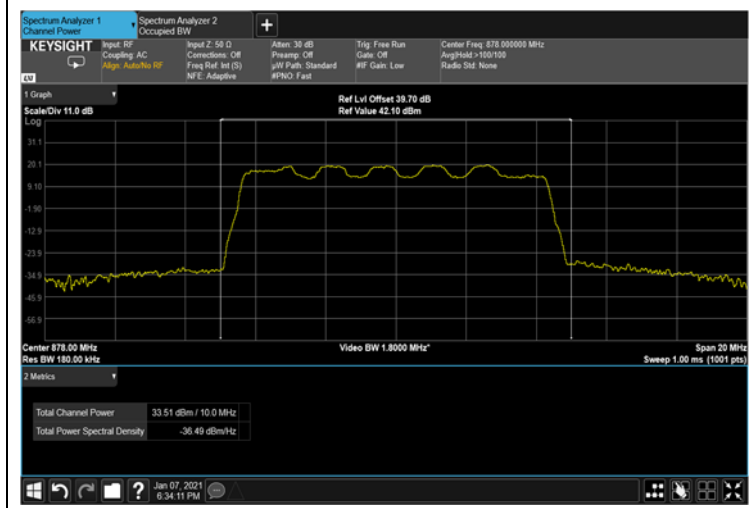 Spectrum Analyzer 1
Channel Power
Spectrum Analyzer 2
Occupied BW
+
KEYSIGHT
Input: RF
Coupling: AC
Align: Auto/No RF
Input Z: 50 Ω
Corrections: Off
Freq Ref: Int (S)
NFE: Adaptive
Atten: 30 dB
Preamp: Off
µW Path: Standard
#PNO: Fast
Trig: Free Run
Gate: Off
#IF Gain: Low
Center Freq: 878.000000 MHz
Avg|Hold:>100/100
Radio Std: None
1 Graph
Scale/Div 11.0 dB
Ref Lvl Offset 39.70 dB
Ref Value 42.10 dBm
Log
31.1
20.1
9.10
-1.90
-12.9
-23.9
-34.9
-45.9
-56.9
Center 878.00 MHz
Video BW 1.8000 MHz*
Span 20 MHz
Res BW 180.00 kHz
Sweep 1.00 ms (1001 pts)
2 Metrics
Total Channel Power 33.51 dBm / 10.0 MHz
Total Power Spectral Density -36.49 dBm/Hz
?
Jan 07, 2021
6:34:11 PM